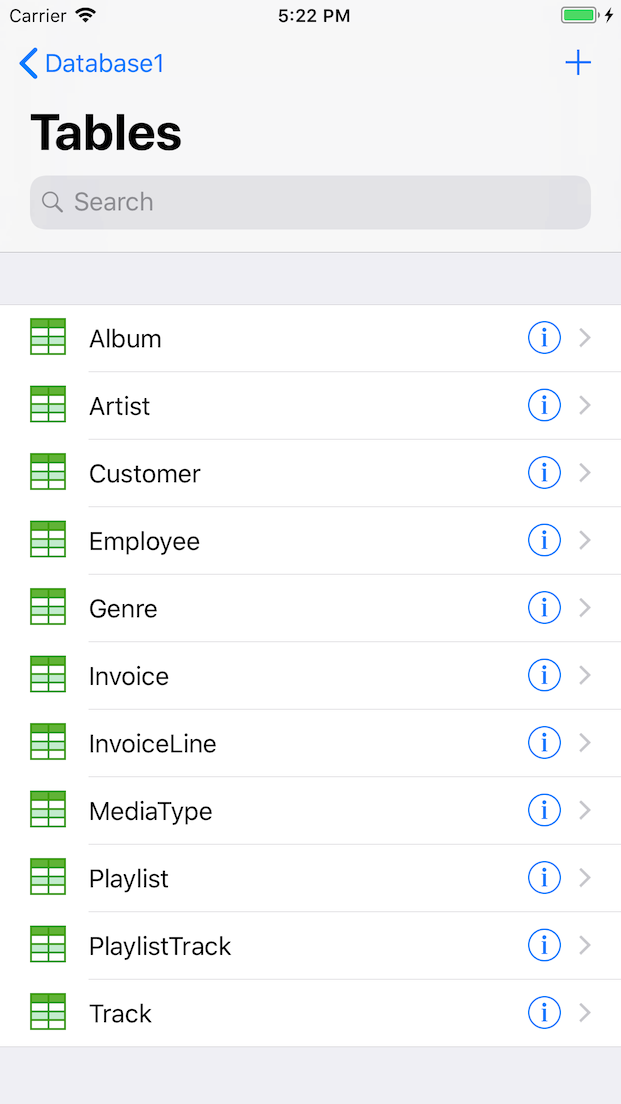 Carrier 5:22 PM
Database1
Tables
Search
Album
Artist
Customer
Employee
Genre
Invoice
InvoiceLine
MediaType
Playlist
PlaylistTrack
Track